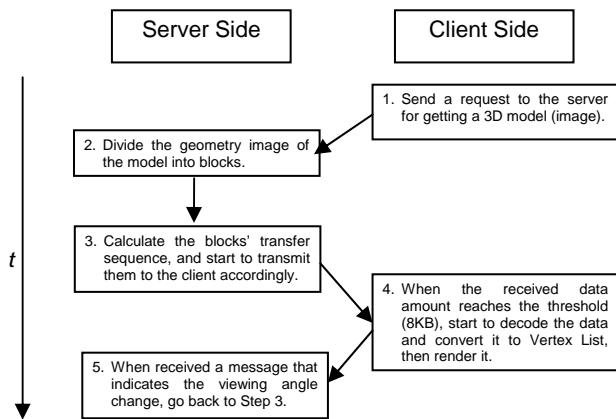 Server Side
Client Side
1. Send a request to the server
for getting a 3D model (image).
2. Divide the geometry image of
the model into blocks.
3. Calculate the blocks' transfer
sequence, and start to transmit
them to the client accordingly.
t
4. When the received data
amount reaches the threshold
(8KB), start to decode the data
and convert it to Vertex List,
then render it.
5. When received a message that
indicates the viewing angle
change, go back to Step 3.